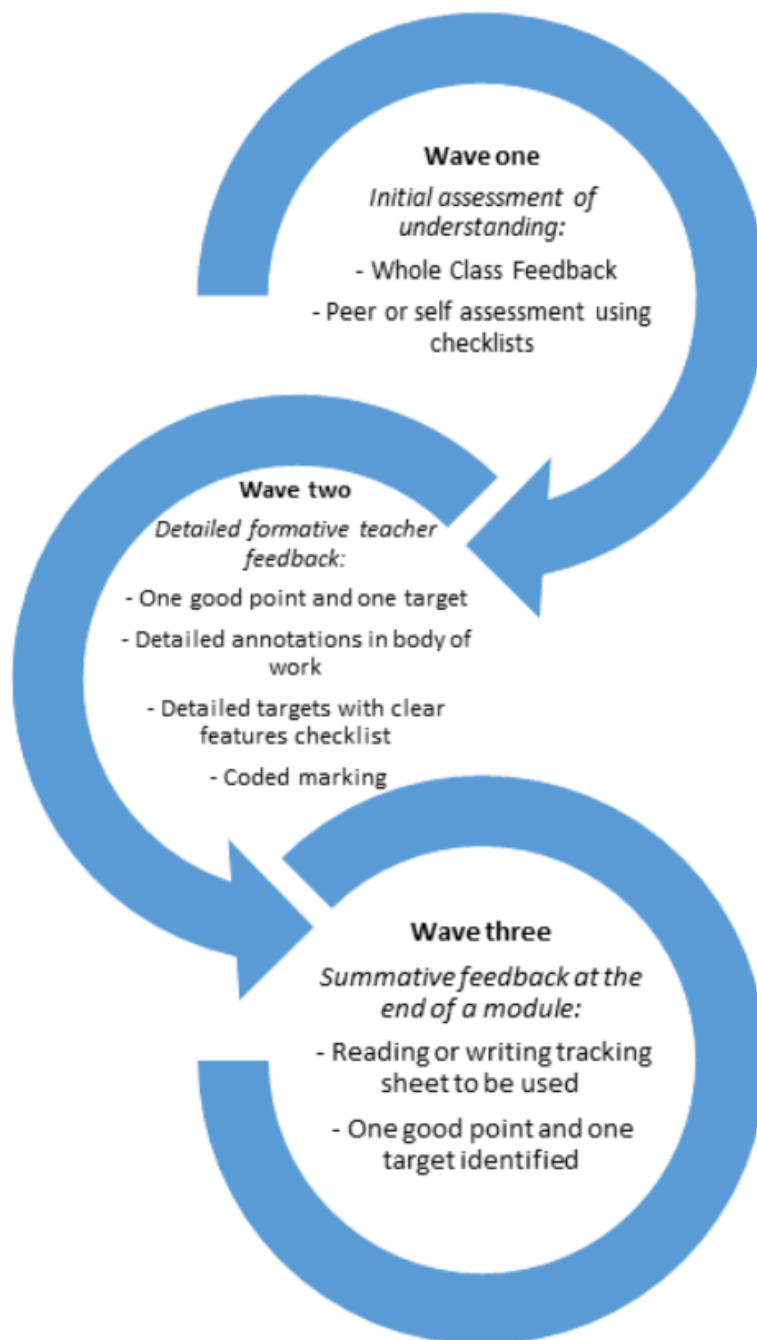 Wave one
Initial assessment of
understanding:
- Whole Class Feedback
- Peer or self assessment using
checklists
Wave two
Detailed formative teacher
feedback:
- One good point and one target
- Detailed annotations in body of
work
- Detailed targets with clear
features checklist
- Coded marking
Wave three
Summative feedback at the
end of a module:
- Reading or writing tracking
sheet to be used
- One good point and one
target identified